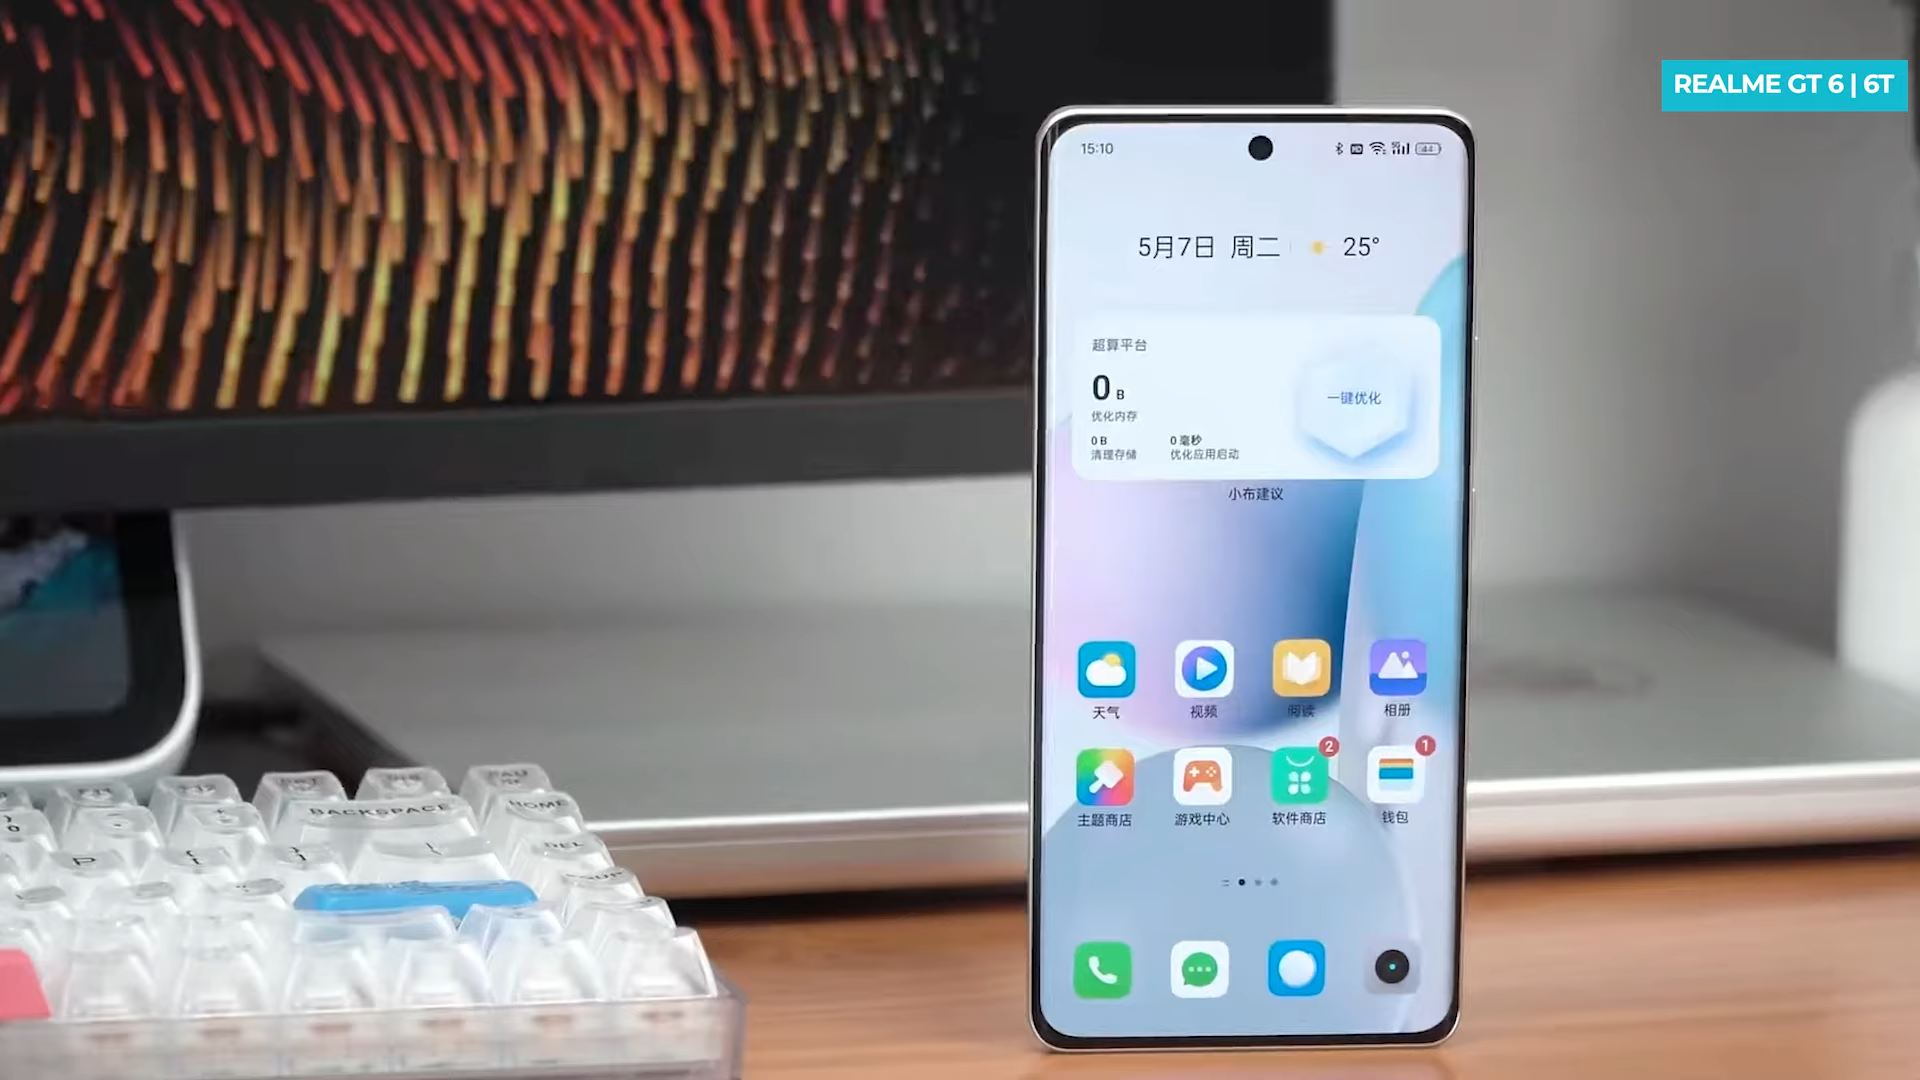 REALME GT 6 | 6T
15:10
5月7日 周二 25°
超算平台
0 B
优化内存
一键优化
0 B 0 毫秒
清理存储 优化应用启动
小布建议
天气 视频 阅读 相册
2 1
主题商店 游戏中心 软件商店 钱包
BACKSPACE HOME
P DEL